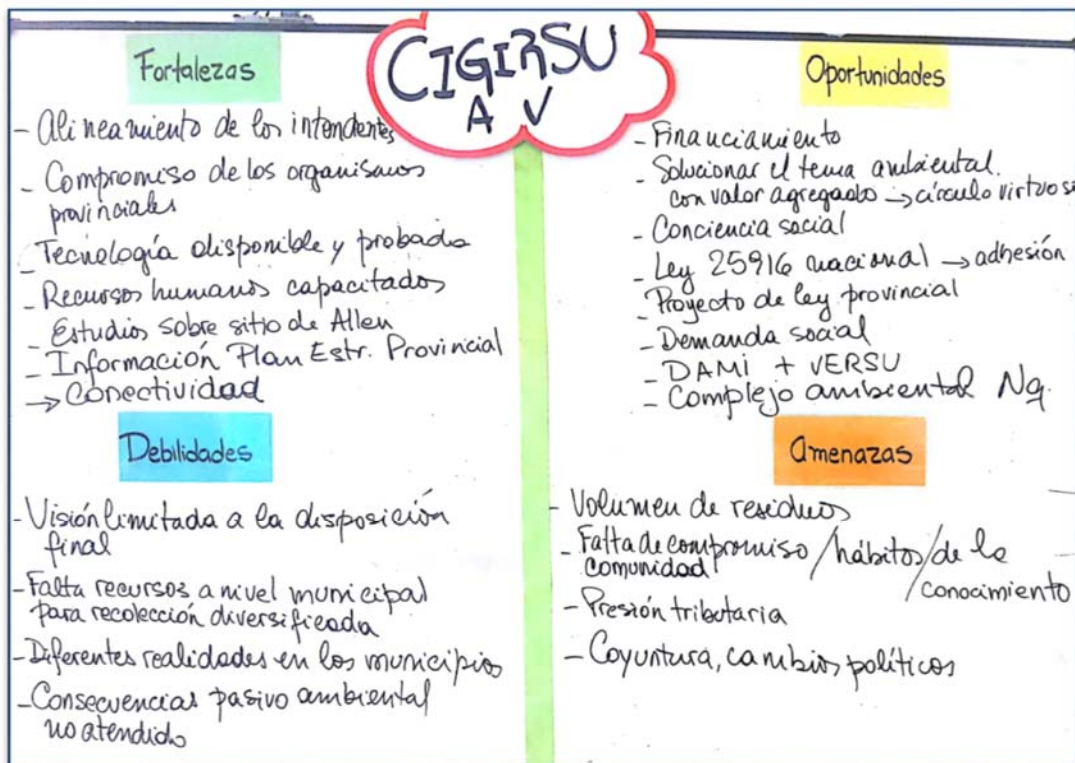 CIGIRSU
A V
Fortalezas
- Alineamiento de los intendentes
- Compromiso de los organismos
provinciales
- Tecnología disponible y probada
- Recursos humanos capacitados
- Estudios sobre sitio de Allen
- Información Plan Estr. Provincial
→ Conectividad
Oportunidades
- Financiamiento
- Solucionar el tema ambiental.
con valor agregado → círculo virtuoso
- Conciencia social
- Ley 25916 nacional → adhesión
- Proyecto de ley provincial
- Demanda social
- DAMI + VERSU
- Complejo ambiental Nq.
Debilidades
- Visión limitada a la disposición
final
- Falta recursos a nivel municipal
para recolección diversificada
- Diferentes realidades en los municipios
- Consecuencias pasivo ambiental
no atendido
Amenazas
- Volumen de residuos
- Falta de compromiso / hábitos / de la
comunidad / conocimiento
- Presión tributaria
- Coyuntura, cambios políticos